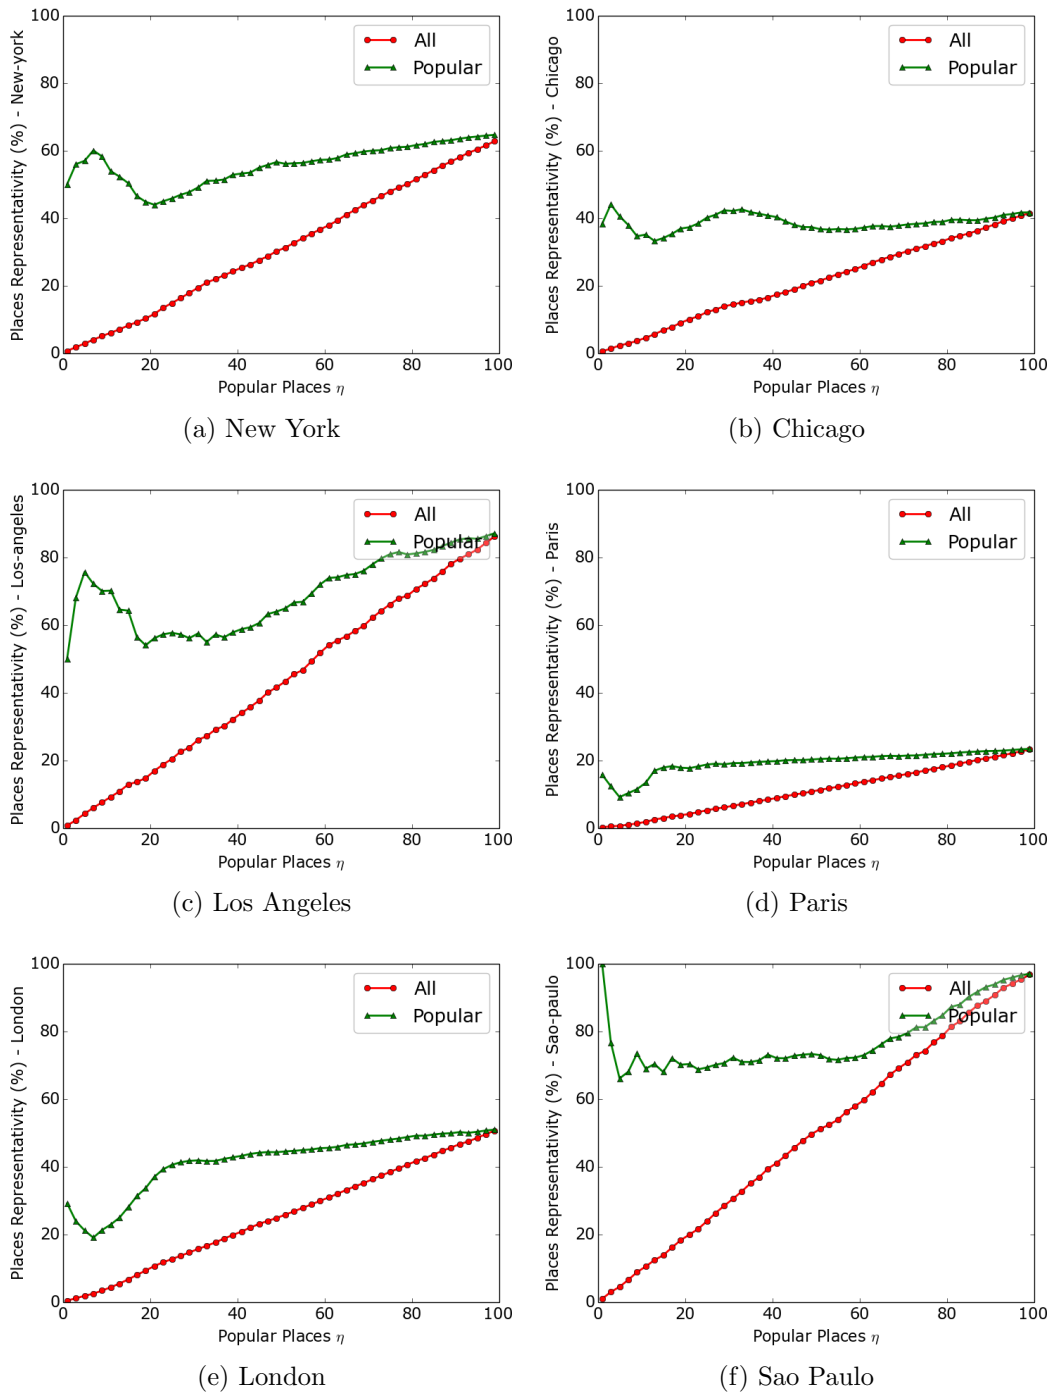 Places Representativity (%) - New-york
100
80
60
40
20
0
All
Popular
0 20 40 60 80 100
Popular Places η
(a) New York
Places Representativity (%) - Chicago
100
80
60
40
20
0
All
Popular
0 20 40 60 80 100
Popular Places η
(b) Chicago
Places Representativity (%) - Los-angeles
100
80
60
40
20
0
All
Popular
0 20 40 60 80 100
Popular Places η
(c) Los Angeles
Places Representativity (%) - Paris
100
80
60
40
20
0
All
Popular
0 20 40 60 80 100
Popular Places η
(d) Paris
Places Representativity (%) - London
100
80
60
40
20
0
All
Popular
0 20 40 60 80 100
Popular Places η
(e) London
Places Representativity (%) - Sao-paulo
100
80
60
40
20
0
All
Popular
0 20 40 60 80 100
Popular Places η
(f) Sao Paulo